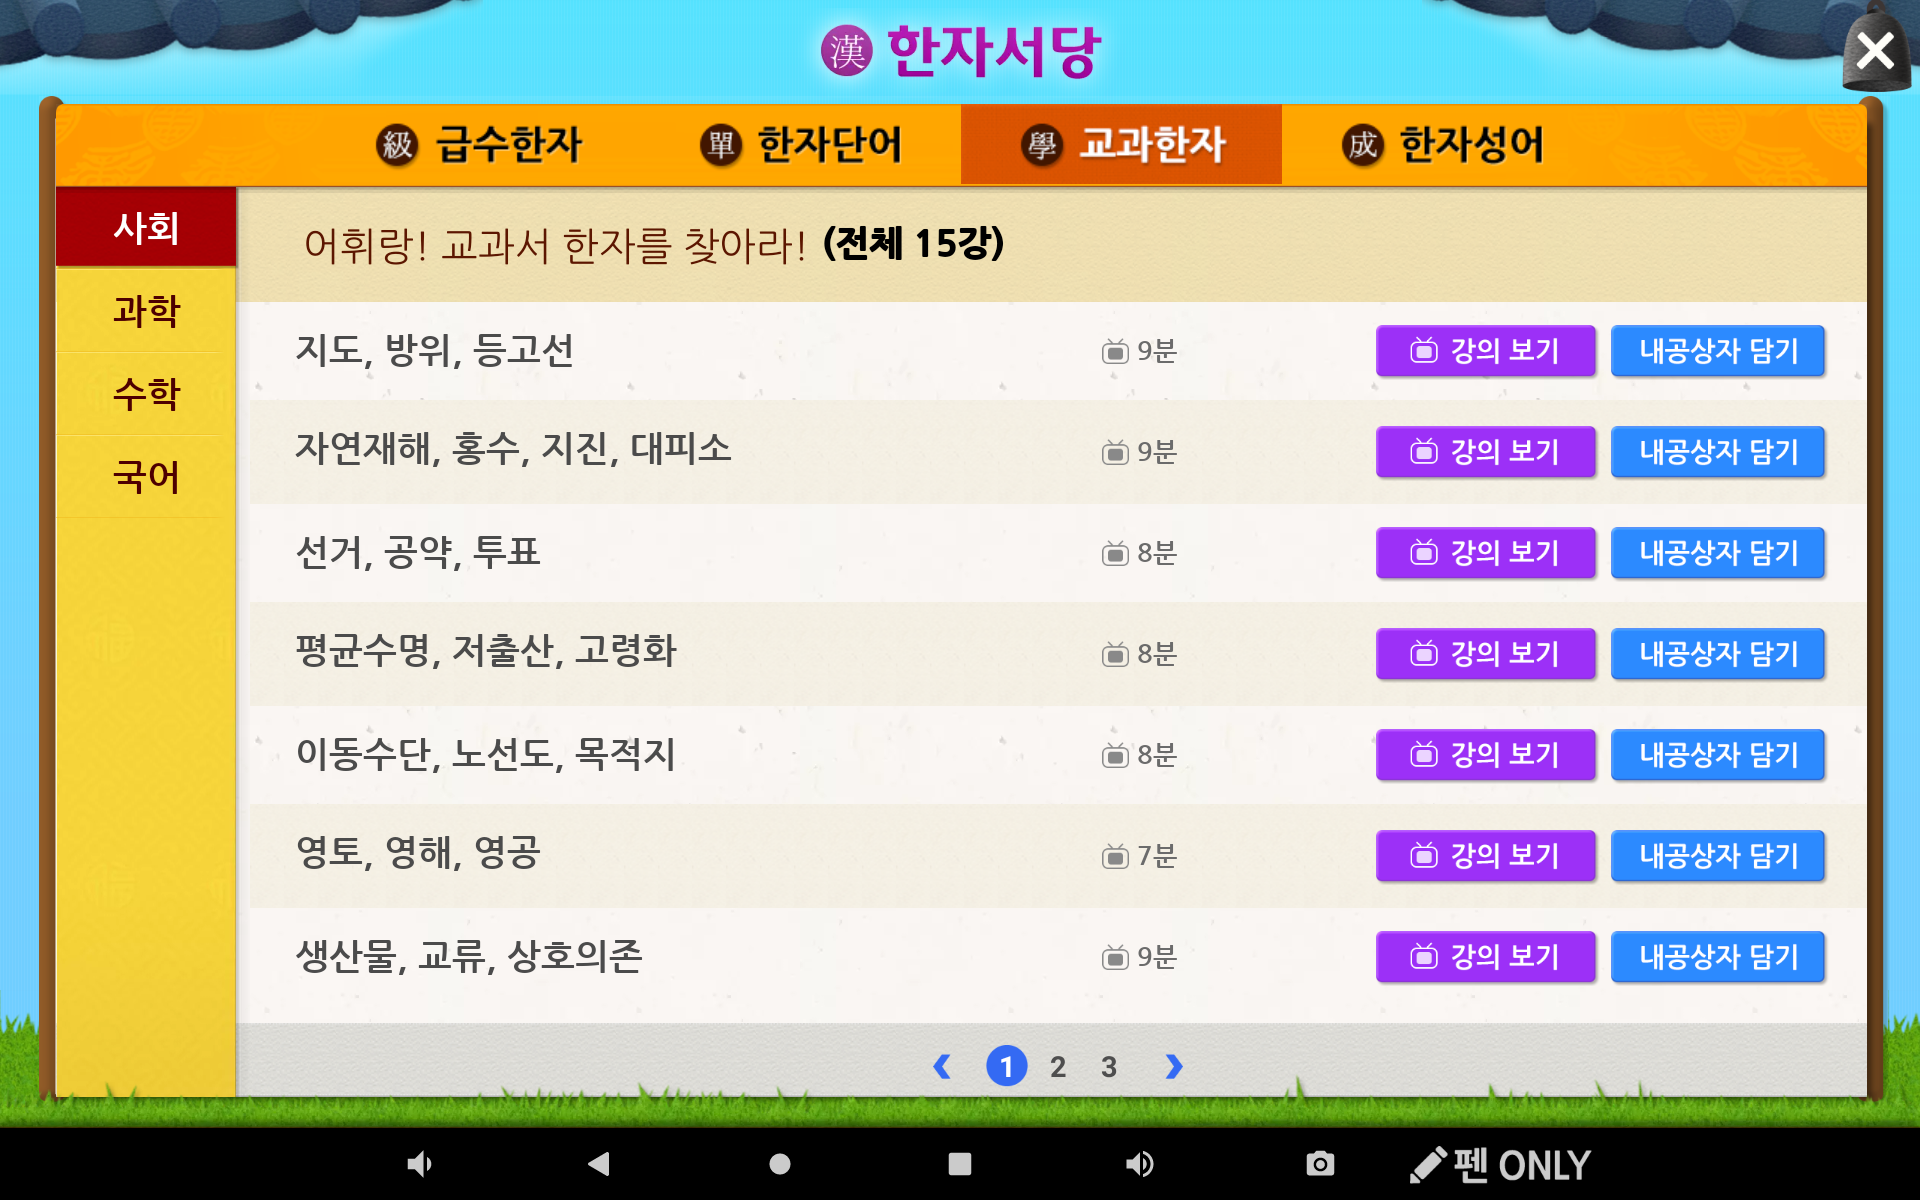 漢 한자서당
級 급수한자 單 한자단어 學 교과한자 成 한자성어
사회
과학
수학
국어
어휘랑! 교과서 한자를 찾아라! (전체 15강)
지도, 방위, 등고선 9분 강의 보기 내공상자 담기
자연재해, 홍수, 지진, 대피소 9분 강의 보기 내공상자 담기
선거, 공약, 투표 8분 강의 보기 내공상자 담기
평균수명, 저출산, 고령화 8분 강의 보기 내공상자 담기
이동수단, 노선도, 목적지 8분 강의 보기 내공상자 담기
영토, 영해, 영공 7분 강의 보기 내공상자 담기
생산물, 교류, 상호의존 9분 강의 보기 내공상자 담기
1 2 3
펜 ONLY